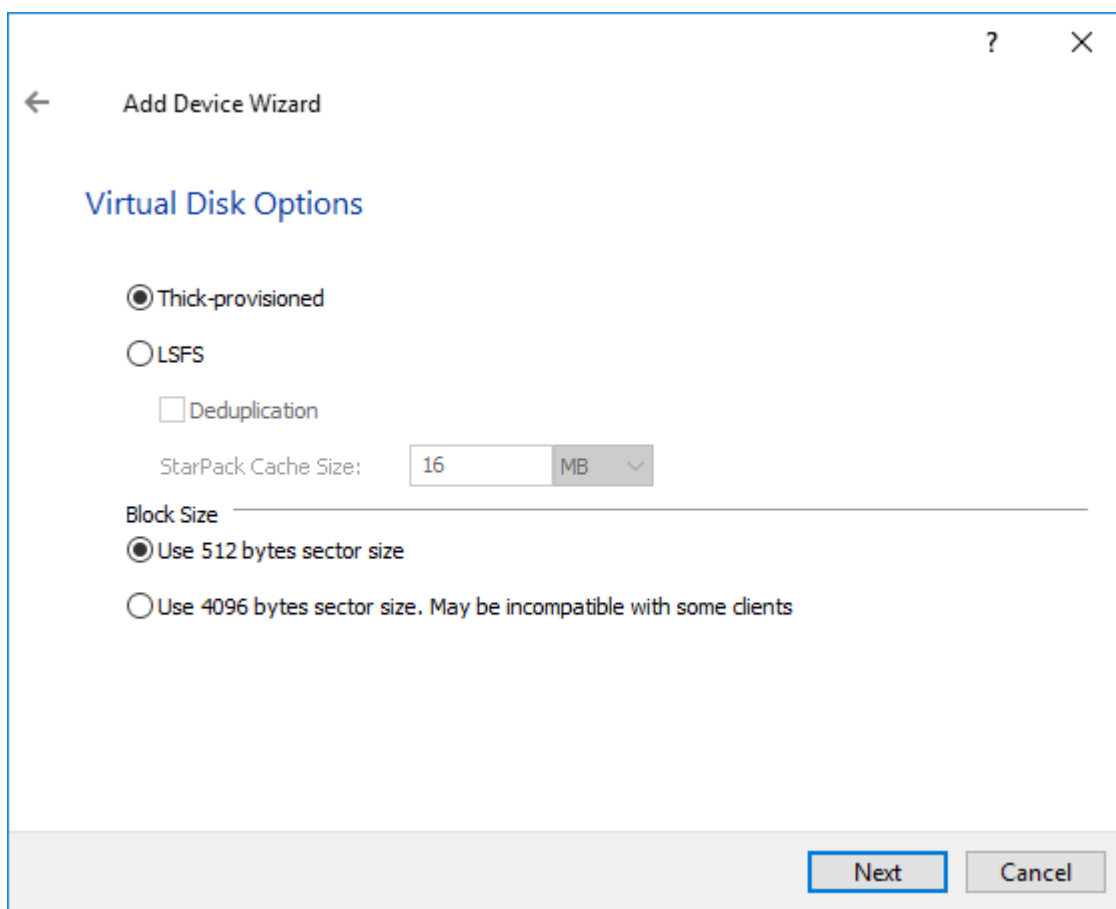 ?
Add Device Wizard
Virtual Disk Options
Thick-provisioned
LSFS
Deduplication
StarPack Cache Size: 16 MB
Block Size
Use 512 bytes sector size
Use 4096 bytes sector size. May be incompatible with some clients
Next Cancel